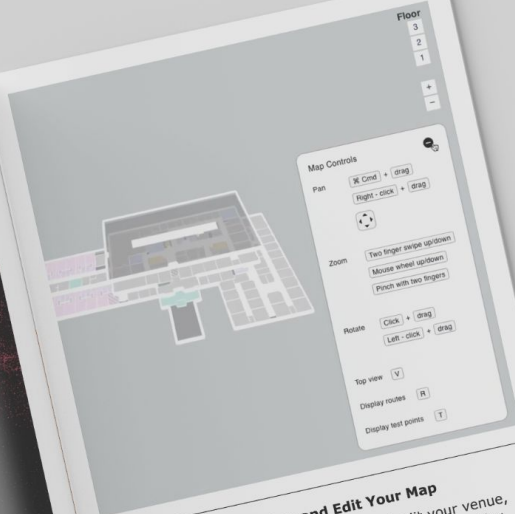 Floor
3
2
1
+
−
Map Controls
Pan
⌘ Cmd + drag
Right - click + drag
Zoom
Two finger swipe up/down
Mouse wheel up/down
Pinch with two fingers
Rotate
Click + drag
Left - click + drag
Top view V
Display routes R
Display test points T
and Edit Your Map
your venue,